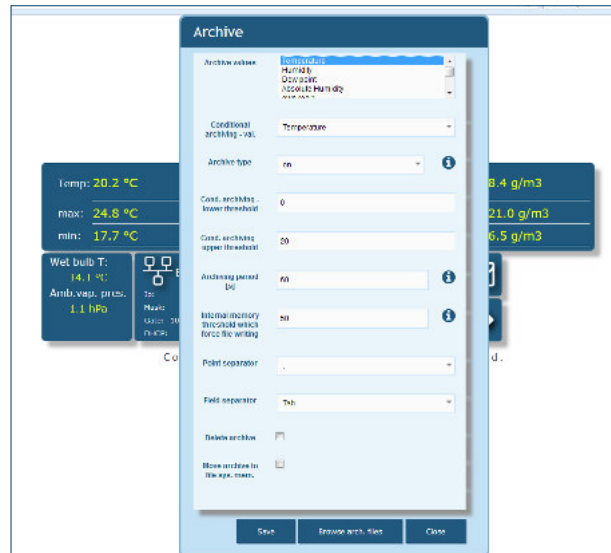 Archive
Archive values
Temperature
Humidity
Dew point
Absolute Humidity
Conditional archiving - val.
Temperature
Archive type
on
Cond. archiving - lower threshold
0
Cond. archiving upper threshold
20
Archiving period [s]
60
Internal memory threshold which force file writing
50
Point separator
.
Field separator
Tab
Delete archive
Move archive to file sys. mem.
Save
Browse arch. files
Close
Temp: 20.2 °C
max: 24.8 °C
min: 17.7 °C
8.4 g/m3
21.0 g/m3
6.5 g/m3
Wet bulb T:
14.1 °C
Amb.vap. pres.
1.1 hPa
E
Mask:
DHCP:
Co
d.